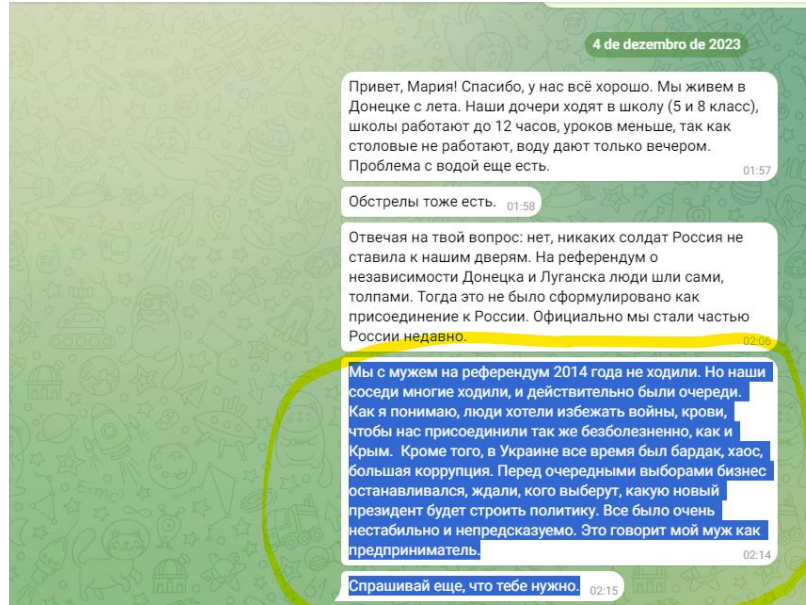 4 de dezembro de 2023
Привет, Мария! Спасибо, у нас всё хорошо. Мы живем в
Донецке с лета. Наши дочери ходят в школу (5 и 8 класс),
школы работают до 12 часов, уроков меньше, так как
столовые не работают, воду дают только вечером.
Проблема с водой еще есть. 01:57
Обстрелы тоже есть. 01:58
Отвечая на твой вопрос: нет, никаких солдат Россия не
ставила к нашим дверям. На референдум о
независимости Донецка и Луганска люди шли сами,
толпами. Тогда это не было сформулировано как
присоединение к России. Официально мы стали частью
России недавно. 02:06
Мы с мужем на референдум 2014 года не ходили. Но наши
соседи многие ходили, и действительно были очереди.
Как я понимаю, люди хотели избежать войны, крови,
чтобы нас присоединили так же безболезненно, как и
Крым. Кроме того, в Украине все время был бардак, хаос,
большая коррупция. Перед очередными выборами бизнес
останавливался, ждали, кого выберут, какую новый
президент будет строить политику. Все было очень
нестабильно и непредсказуемо. Это говорит мой муж как
предприниматель. 02:14
Спрашивай еще, что тебе нужно. 02:15